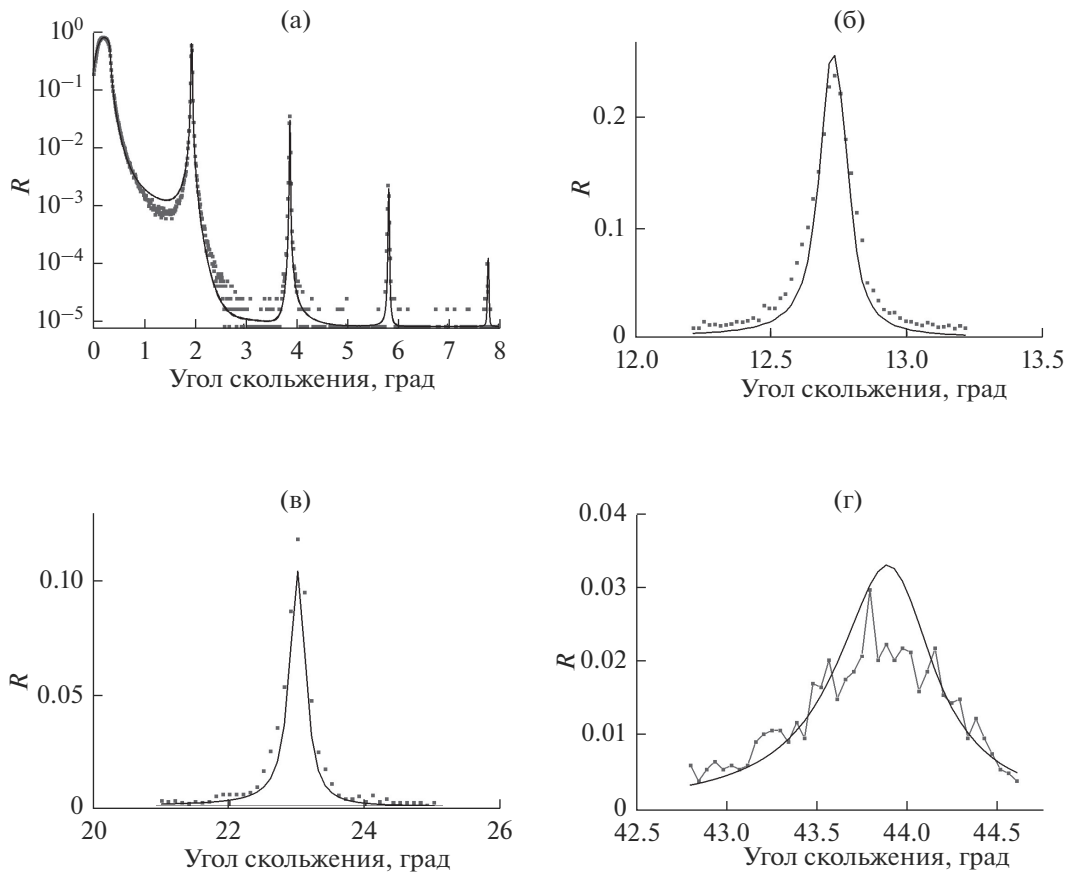 (а)
10⁰
10⁻¹
10⁻²
10⁻³
10⁻⁴
10⁻⁵
R
0 1 2 3 4 5 6 7 8
Угол скольжения, град
(б)
0.2
0.1
0
R
12.0 12.5 13.0 13.5
Угол скольжения, град
(в)
0.10
0.05
0
R
20 22 24 26
Угол скольжения, град
(г)
0.04
0.03
0.02
0.01
0
R
42.5 43.0 43.5 44.0 44.5
Угол скольжения, град